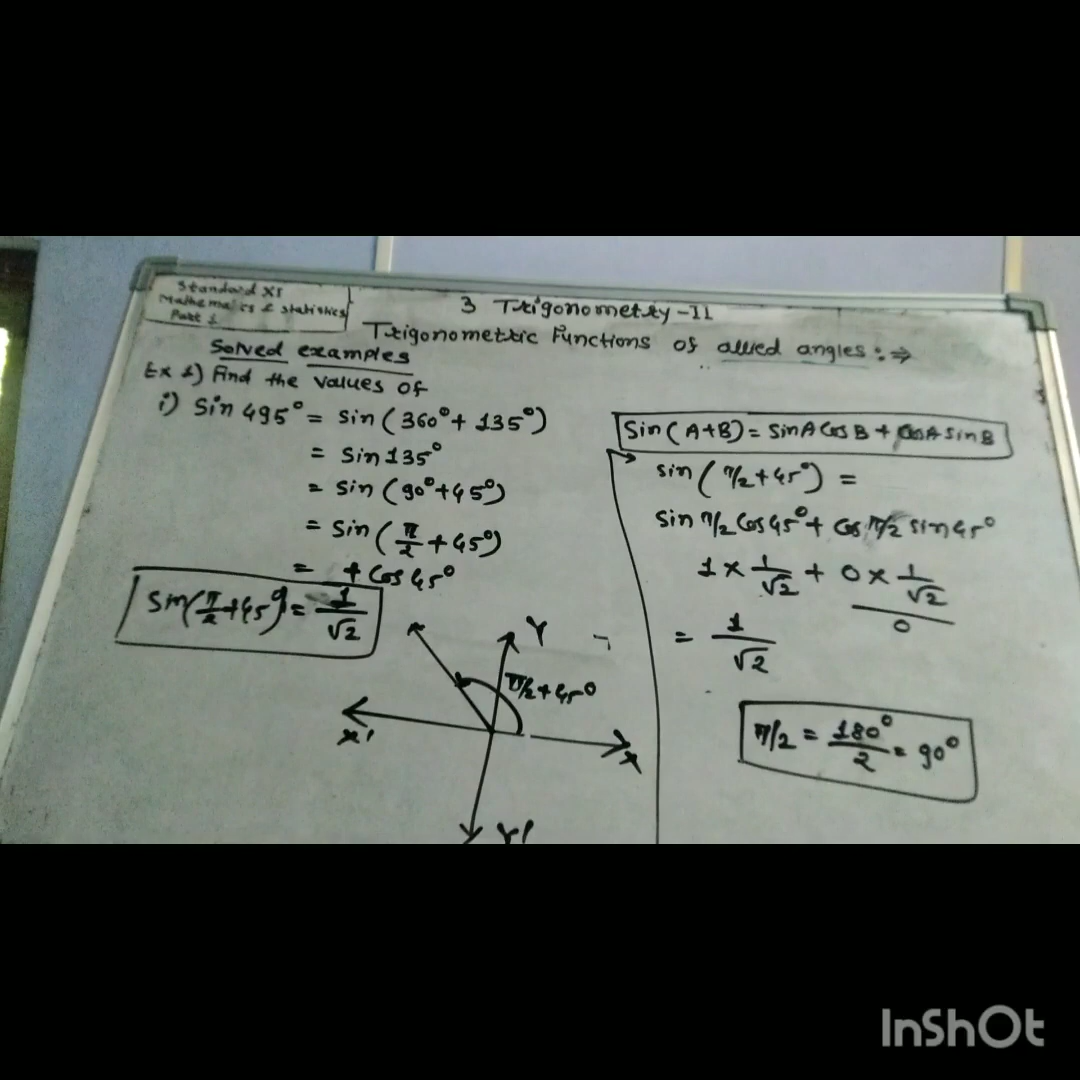 Standard XI
Mathematics & statistics
Part 1
3 Trigonometry -II
Trigonometric Functions of allied angles :⇒
Solved examples
Ex 1) Find the values of
i) Sin 495° = sin (360° + 135°)
= Sin 135°
= Sin (90° + 45°)
= Sin (π/2 + 45°)
= + Cos 45°
Sin(π/2 + 45°) = 1/√2
Y
π/2 + 45°
X'
X
Y'
Sin(A+B) = SinA CosB + CosA SinB
Sin (π/2 + 45°) =
Sin π/2 Cos 45° + Cos π/2 sin 45°
1 × 1/√2 + 0 × 1/√2
0
= 1/√2
π/2 = 180°/2 = 90°
InShOt